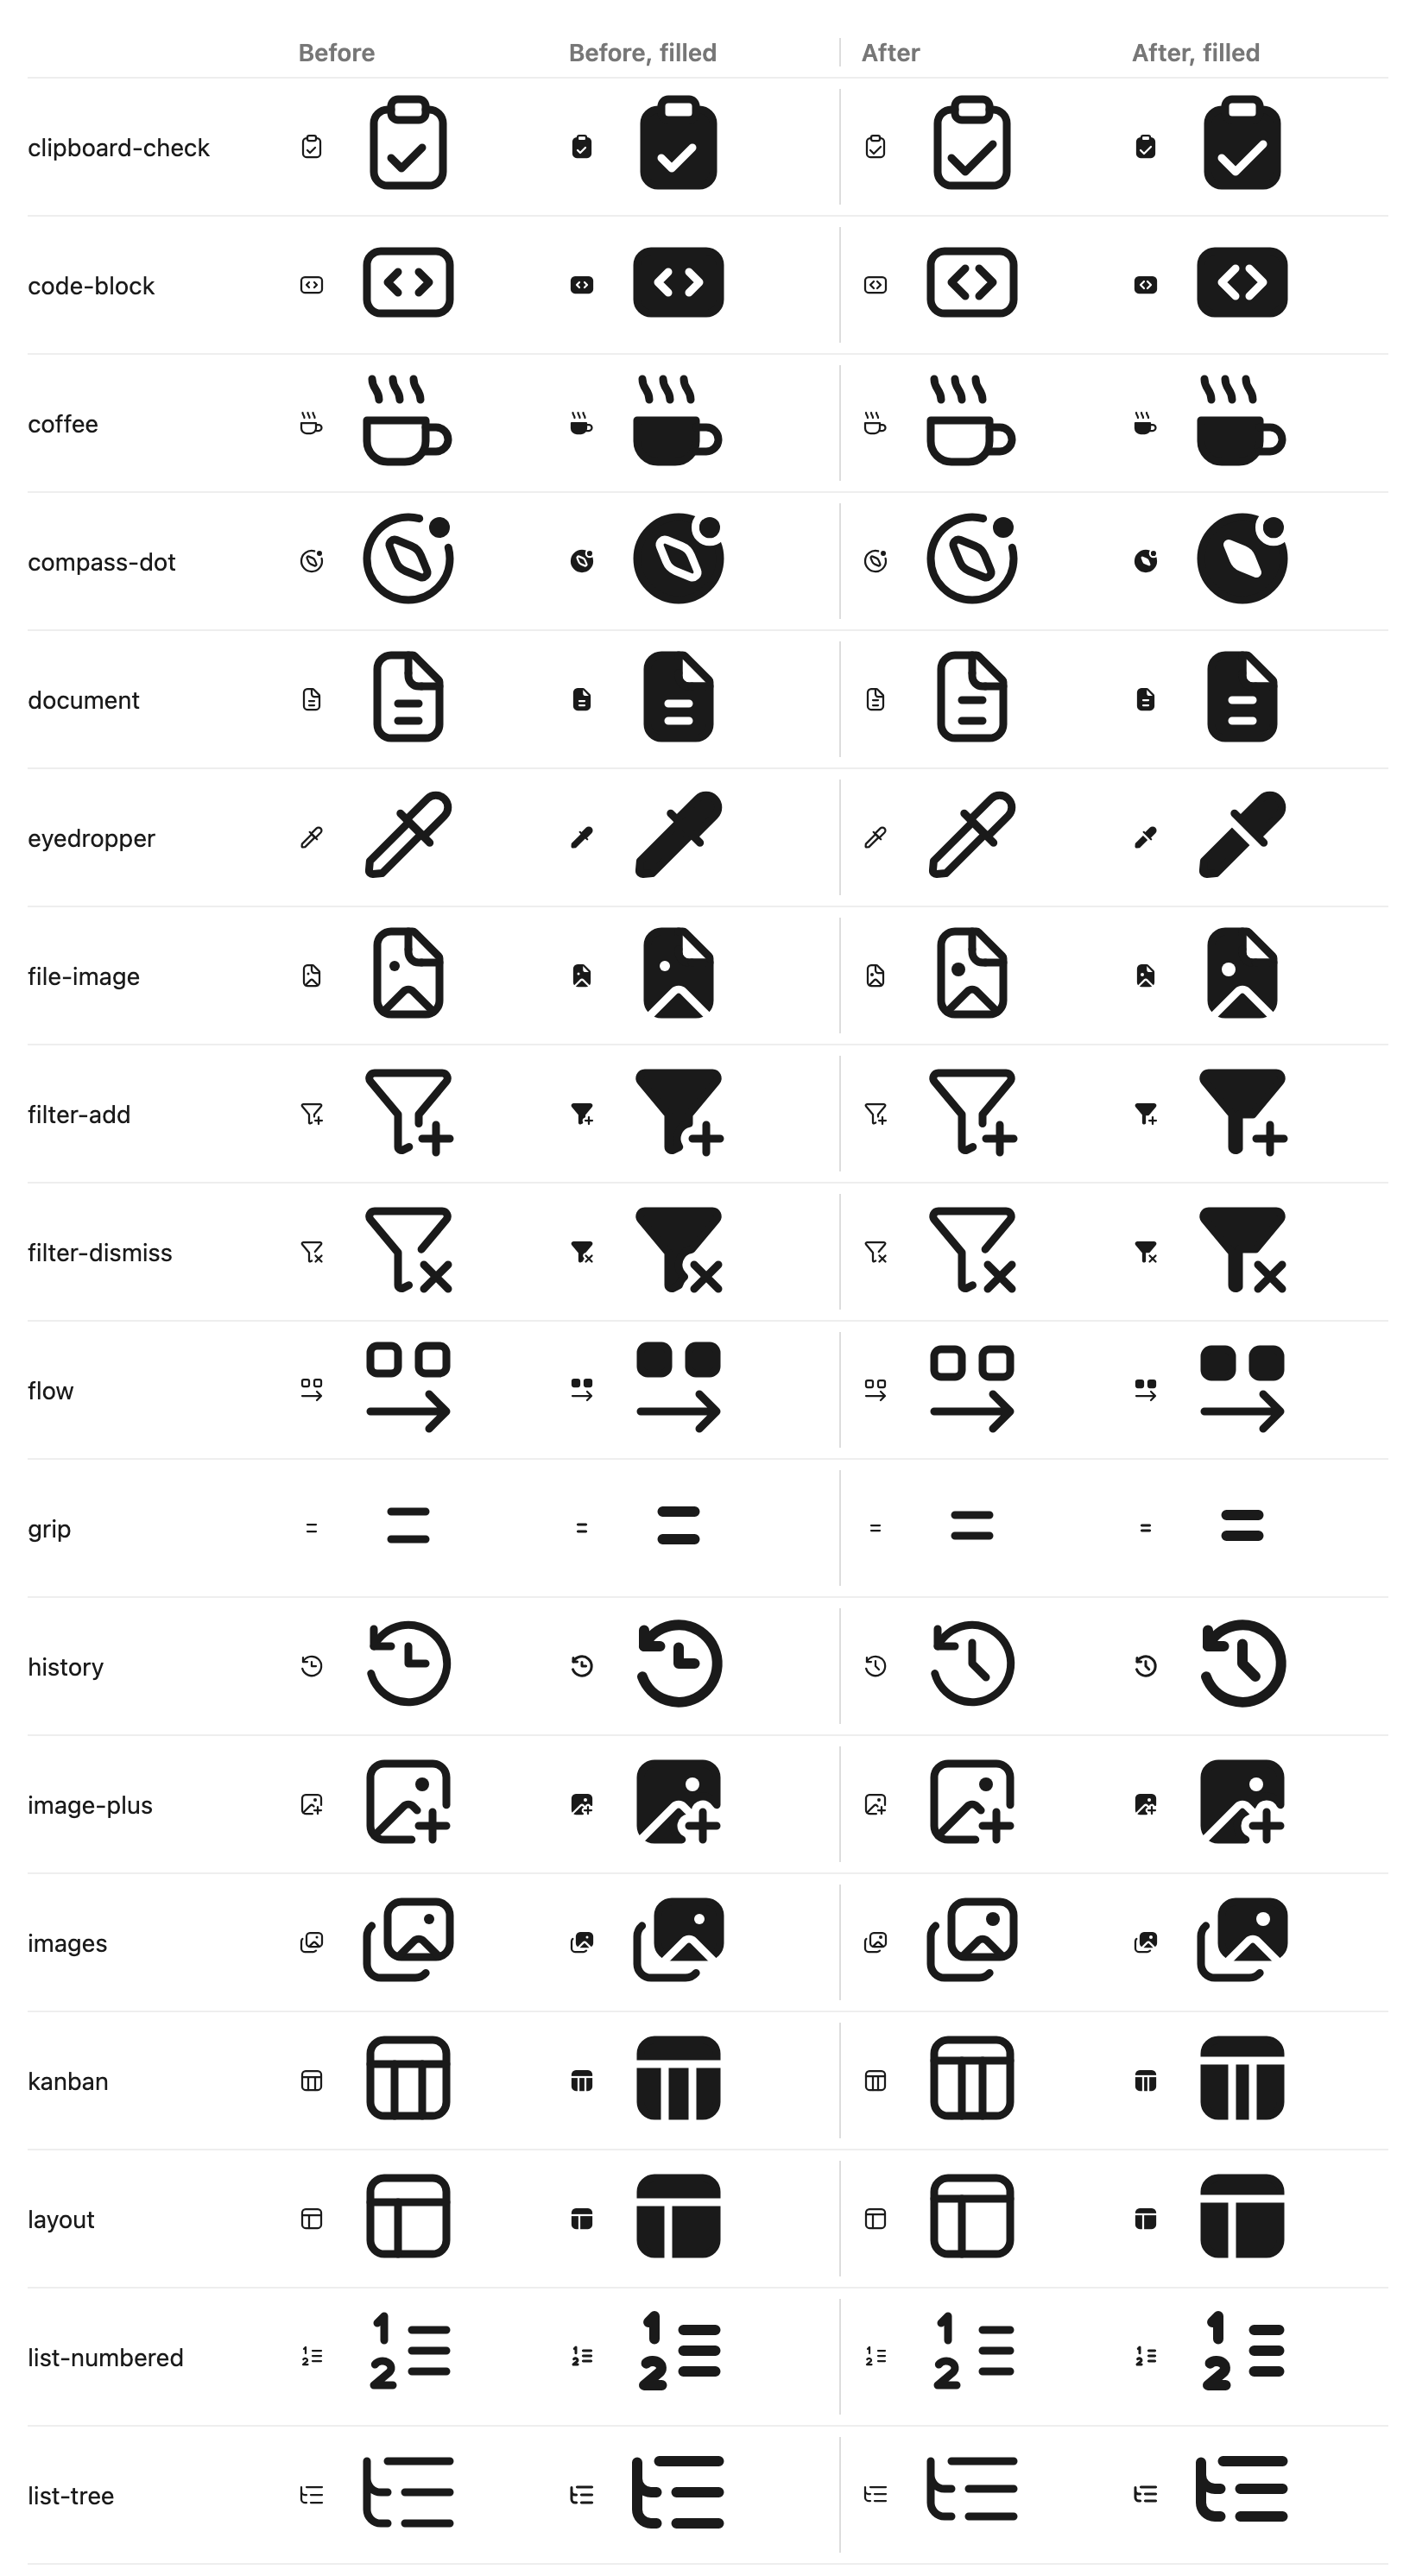 Before Before, filled After After, filled
clipboard-check
code-block
coffee
compass-dot
document
eyedropper
file-image
filter-add
filter-dismiss
flow
grip
history
image-plus
images
kanban
layout
list-numbered
list-tree